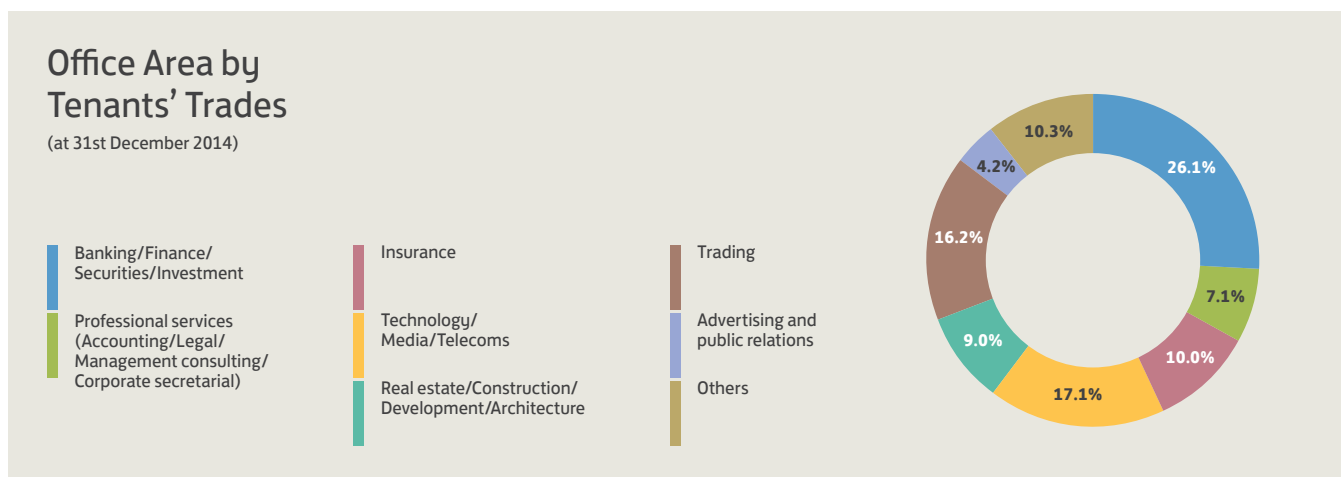 Office Area by
Tenants' Trades
(at 31st December 2014)
Banking/Finance/
Securities/Investment
Professional services
(Accounting/Legal/
Management consulting/
Corporate secretarial)
Insurance
Technology/
Media/Telecoms
Real estate/Construction/
Development/Architecture
Trading
Advertising and
public relations
Others
26.1%
7.1%
10.0%
17.1%
9.0%
16.2%
4.2%
10.3%